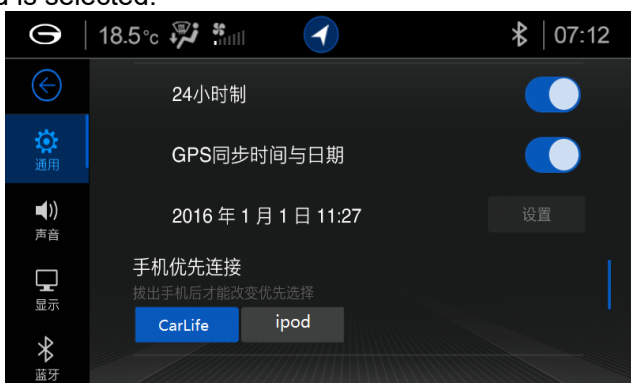 d is selected.
18.5°c
07:12
24小时制
通用
GPS同步时间与日期
声音
2016 年 1 月 1 日 11:27
设置
显示
手机优先连接
拔出手机后才能改变优先选择
CarLife
ipod
蓝牙